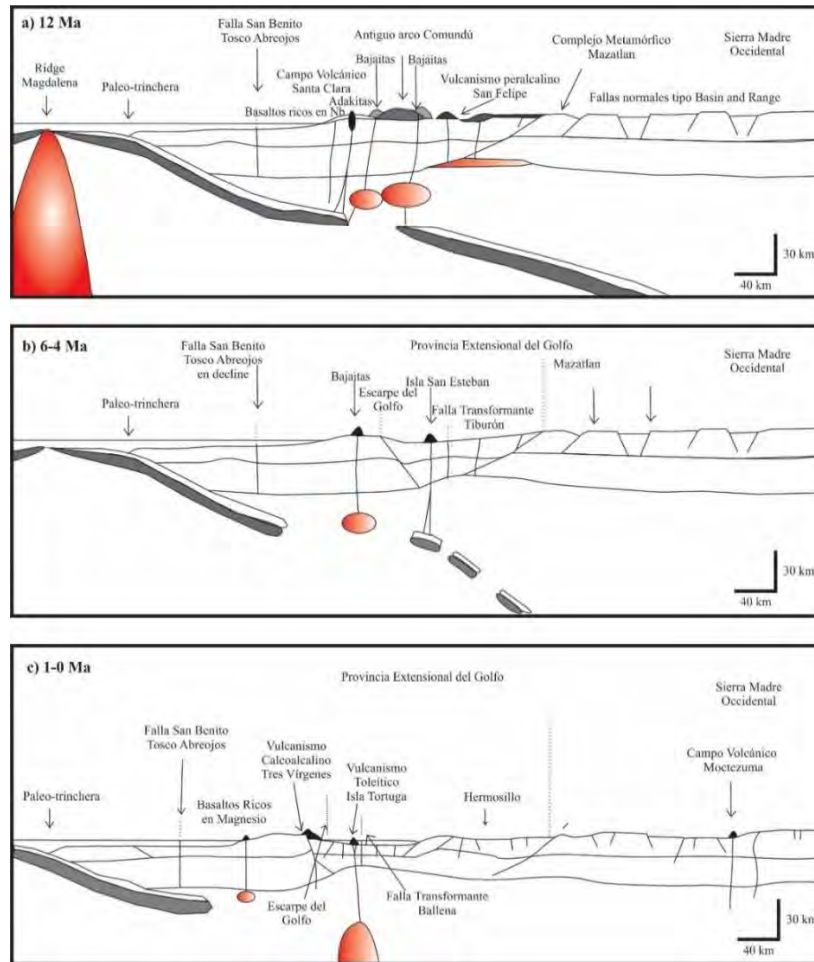 a) 12 Ma
Falla San Benito
Tosco Abreojos
Antiguo arco Comundú
Complejo Metamórfico
Mazatlan
Sierra Madre
Occidental
Ridge
Magdalena
Paleo-trinchera
Campo Volcánico
Santa Clara
Bajaitas
Bajaitas
Adakitas
Basaltos ricos en Nb
Vulcanismo peralcalino
San Felipe
Fallas normales tipo Basin and Range
30 km
40 km
b) 6-4 Ma
Falla San Benito
Tosco Abreojos
en decline
Provincia Extensional del Golfo
Sierra Madre
Occidental
Paleo-trinchera
Bajaitas
Escarpe del
Golfo
Isla San Esteban
Falla Transformante
Tiburón
Mazatlan
30 km
40 km
c) 1-0 Ma
Provincia Extensional del Golfo
Sierra Madre
Occidental
Falla San Benito
Tosco Abreojos
Vulcanismo
Calcoalcalino
Tres Vírgenes
Vulcanismo
Toleítico
Isla Tortuga
Campo Volcánico
Moctezuma
Paleo-trinchera
Basaltos Ricos
en Magnesio
Hermosillo
Escarpe del
Golfo
Falla Transformante
Ballena
30 km
40 km